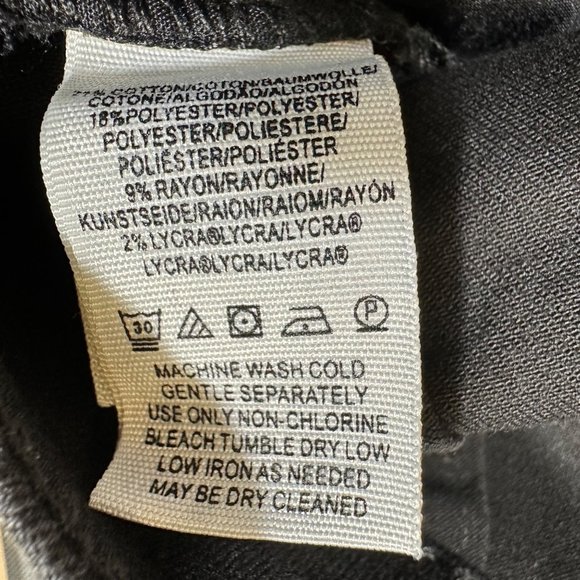 COTTON/COTON/BAUMWOLLE/
COTONE/ALGODAO/ALGODÓN
18%POLYESTER/POLYESTER/
POLYESTER/POLIESTERE/
POLIÉSTER/POLIÉSTER
9% RAYON/RAYONNE/
KUNSTSEIDE/RAION/RAIOM/RAYÓN
2% LYCRA®LYCRA/LYCRA®
LYCRA®LYCRA/LYCRA®
30 P
MACHINE WASH COLD
GENTLE SEPARATELY
USE ONLY NON-CHLORINE
BLEACH TUMBLE DRY LOW
LOW IRON AS NEEDED
MAY BE DRY CLEANED